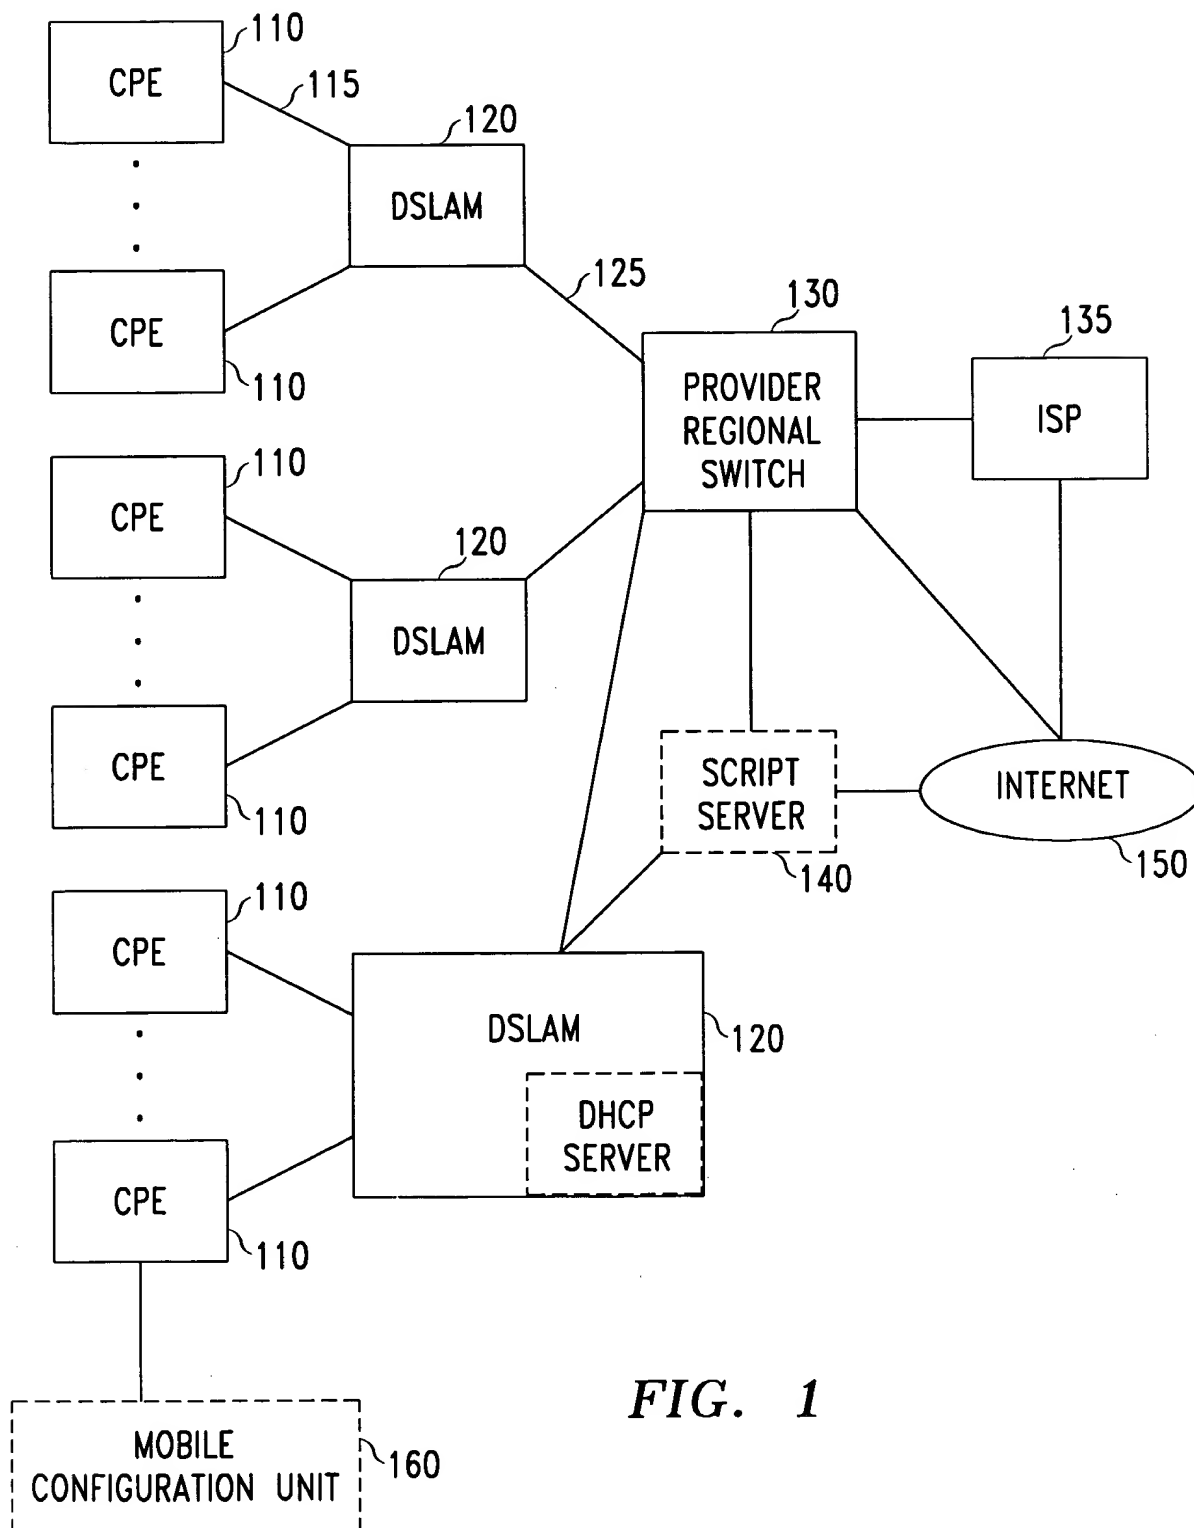 110
CPE
115
120
DSLAM
CPE
110
125
130
PROVIDER
REGIONAL
SWITCH
135
ISP
110
CPE
120
DSLAM
CPE
110
SCRIPT
SERVER
140
INTERNET
150
110
CPE
DSLAM
120
DHCP
SERVER
CPE
110
MOBILE
CONFIGURATION UNIT
160
FIG. 1